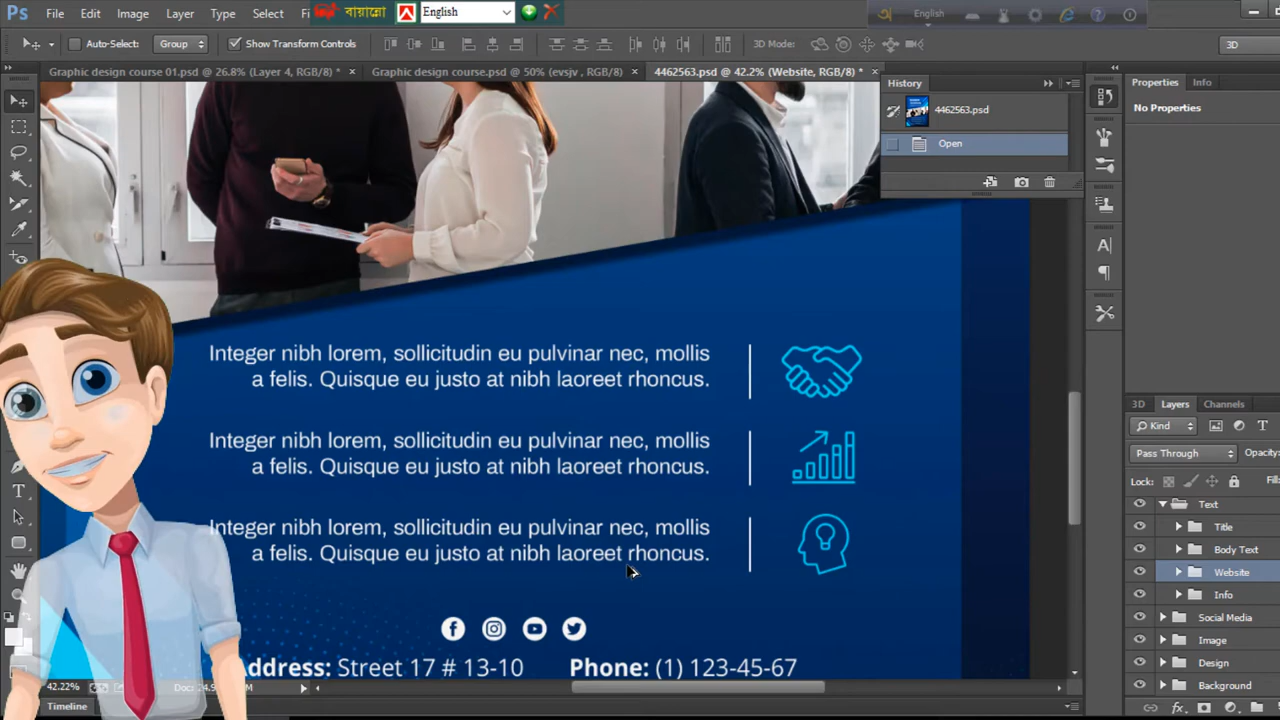 Ps File Edit Image Layer Type Select Fi বায়ান্নো English English
Auto-Select: Group Show Transform Controls 3D Mode: 3D
Graphic design course 01.psd @ 26.8% (Layer 4, RGB/8) * × Graphic design course.psd @ 50% (evsjv , RGB/8) × 4462563.psd @ 42.2% (Website, RGB/8) * ×
History
4462563.psd
Open
Properties Info
No Properties
Integer nibh lorem, sollicitudin eu pulvinar nec, mollis
a felis. Quisque eu justo at nibh laoreet rhoncus.
Integer nibh lorem, sollicitudin eu pulvinar nec, mollis
a felis. Quisque eu justo at nibh laoreet rhoncus.
Integer nibh lorem, sollicitudin eu pulvinar nec, mollis
a felis. Quisque eu justo at nibh laoreet rhoncus.
Address: Street 17 # 13-10 Phone: (1) 123-45-67
3D Layers Channels
Kind
Pass Through Opacity:
Lock: Fil
Text
Title
Body Text
Website
Info
Social Media
Image
Design
Background
42.22% Doc: 24.9 M
Timeline